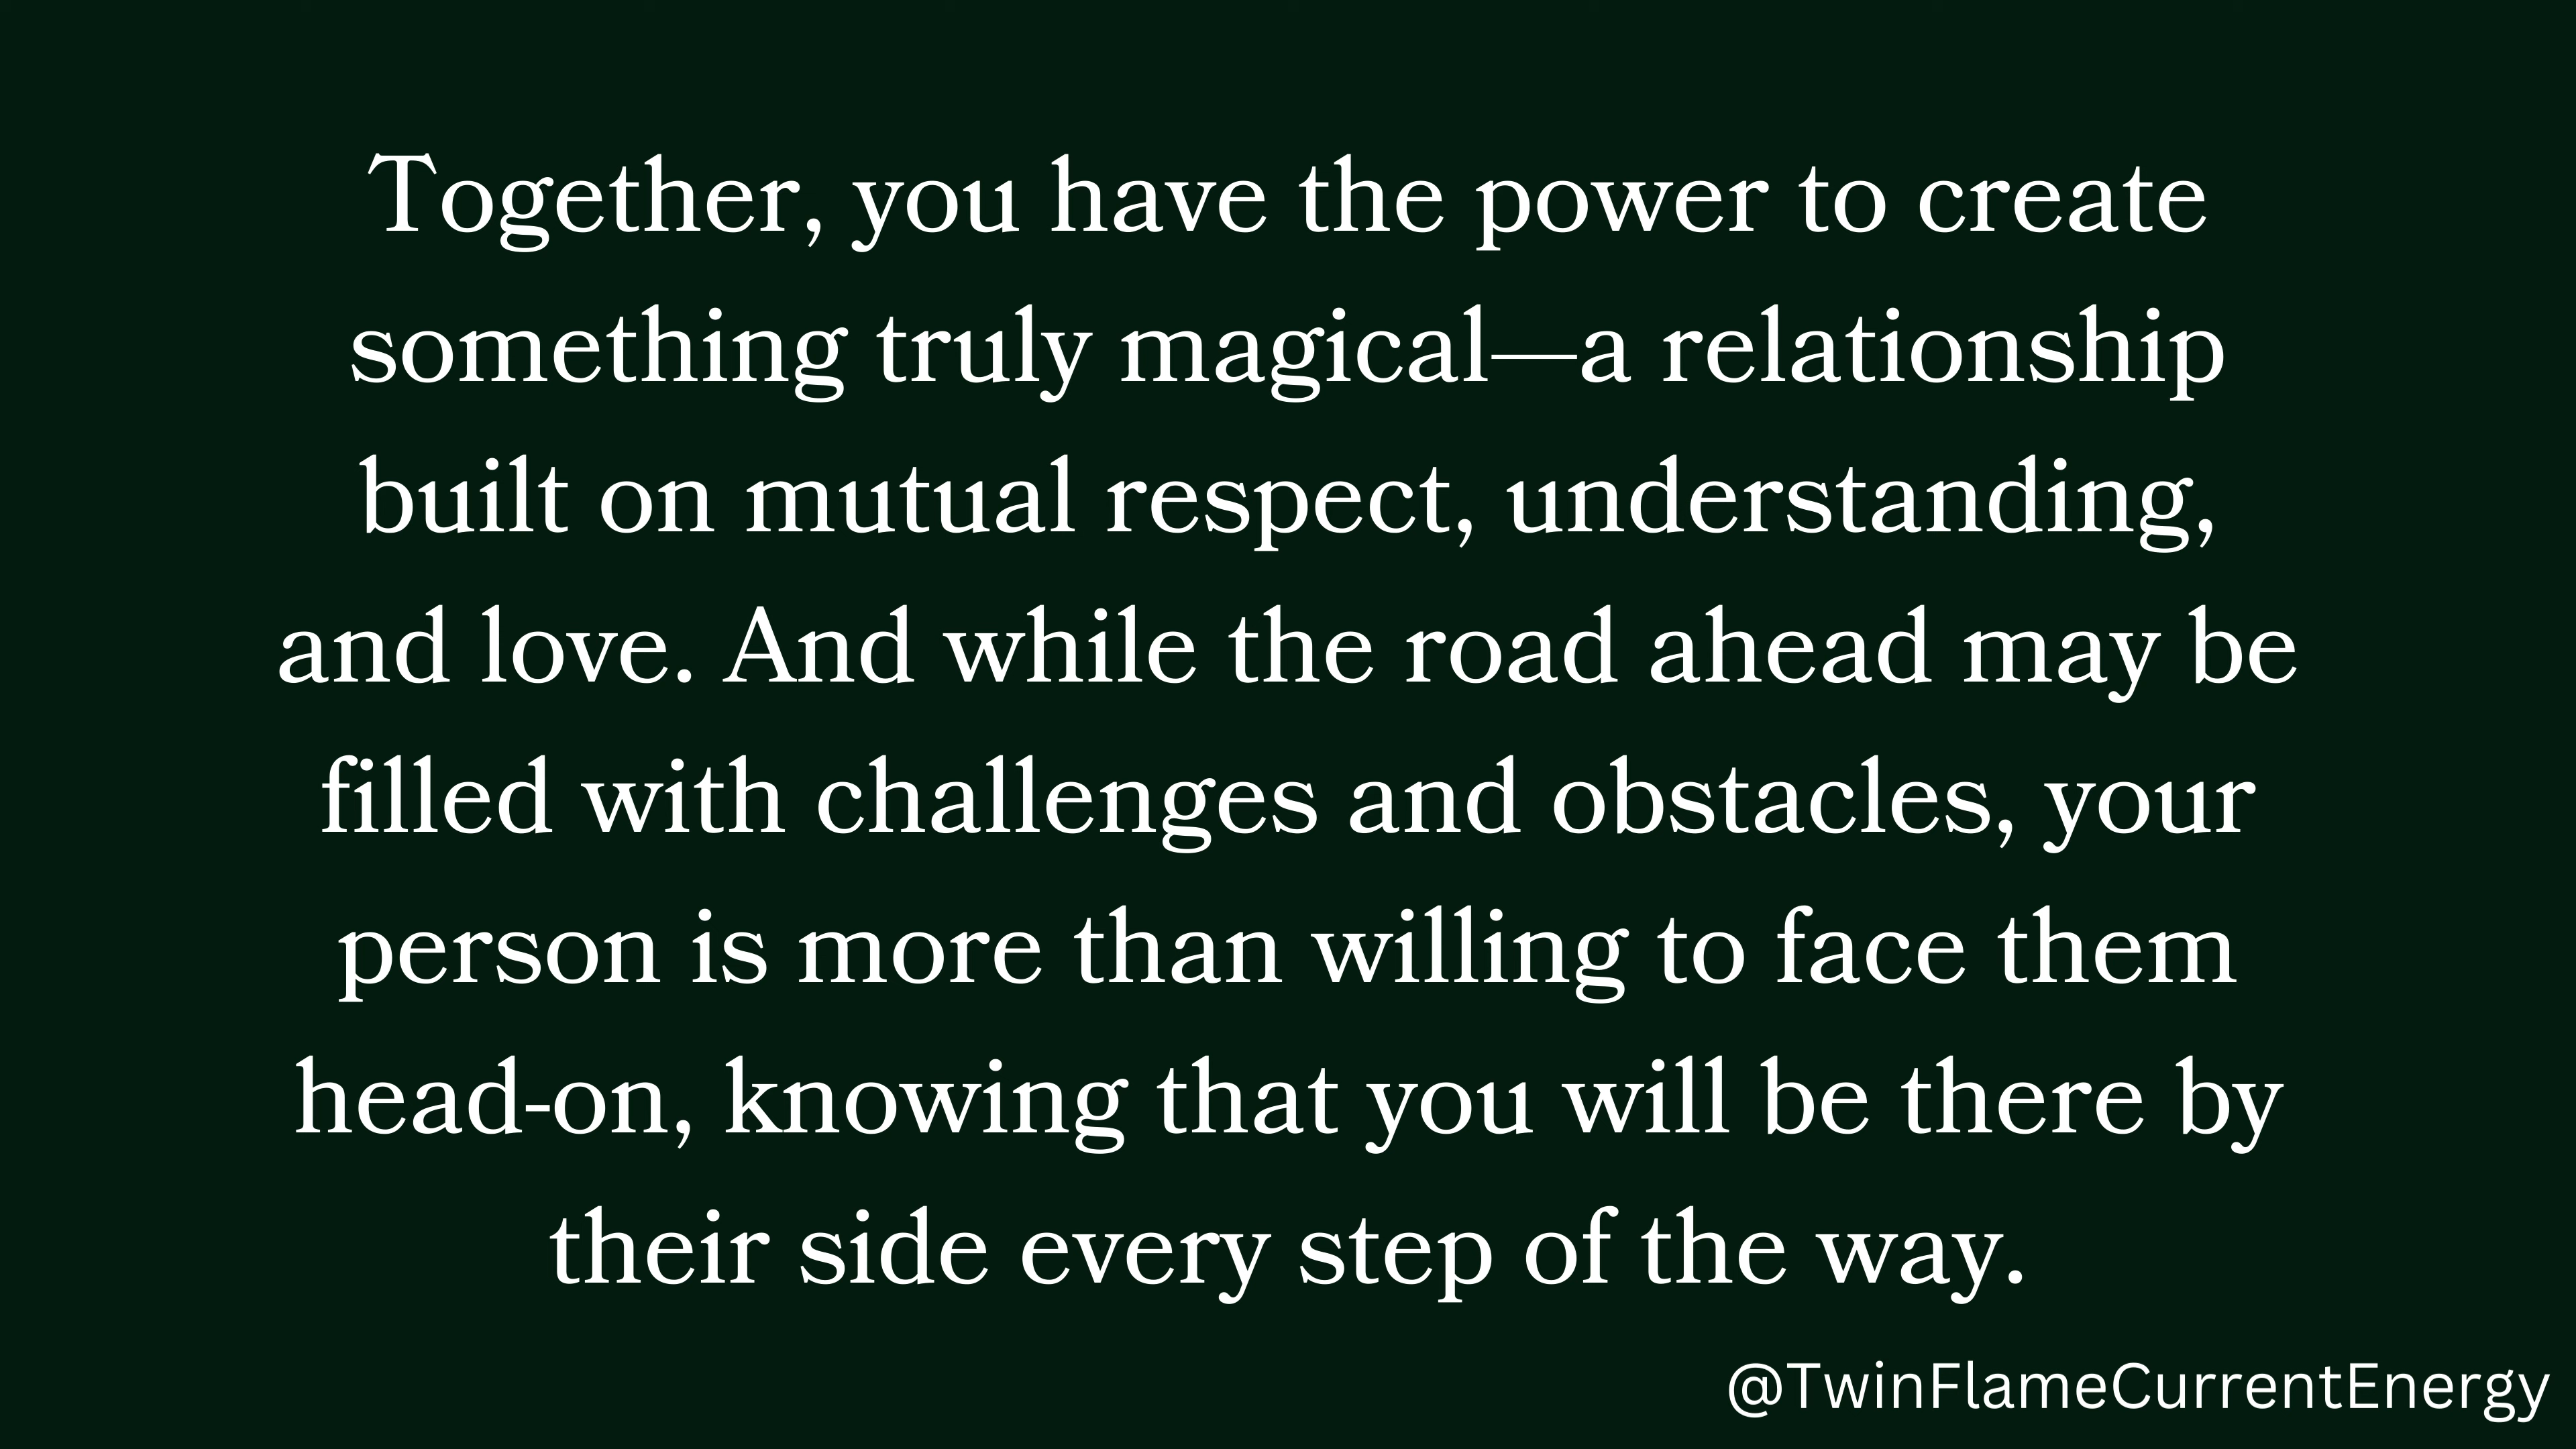 Together, you have the power to create
something truly magical—a relationship
built on mutual respect, understanding,
and love. And while the road ahead may be
filled with challenges and obstacles, your
person is more than willing to face them
head-on, knowing that you will be there by
their side every step of the way.
@TwinFlameCurrentEnergy